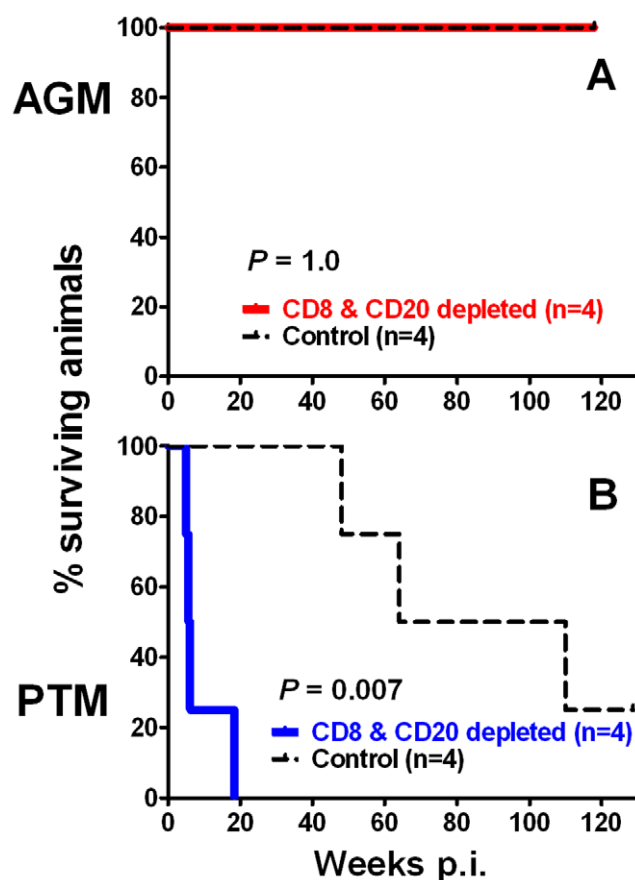 AGM
% surviving animals
PTM
100
80
60
40
20
0
A
P = 1.0
CD8 & CD20 depleted (n=4)
Control (n=4)
0 20 40 60 80 100 120
100
80
60
40
20
0
B
P = 0.007
CD8 & CD20 depleted (n=4)
Control (n=4)
0 20 40 60 80 100 120
Weeks p.i.